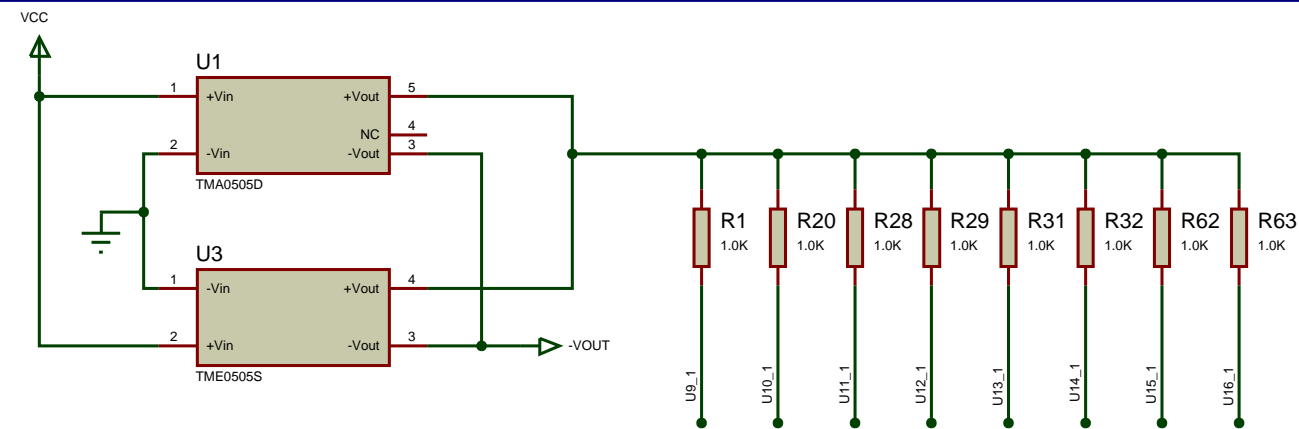 VCC
U1
1 +Vin +Vout 5
NC 4
2 -Vin -Vout 3
TMA0505D
U3
1 -Vin +Vout 4
2 +Vin -Vout 3
TME0505S
-VOUT
R1 R20 R28 R29 R31 R32 R62 R63
1.0K 1.0K 1.0K 1.0K 1.0K 1.0K 1.0K 1.0K
U9_1 U10_1 U11_1 U12_1 U13_1 U14_1 U15_1 U16_1